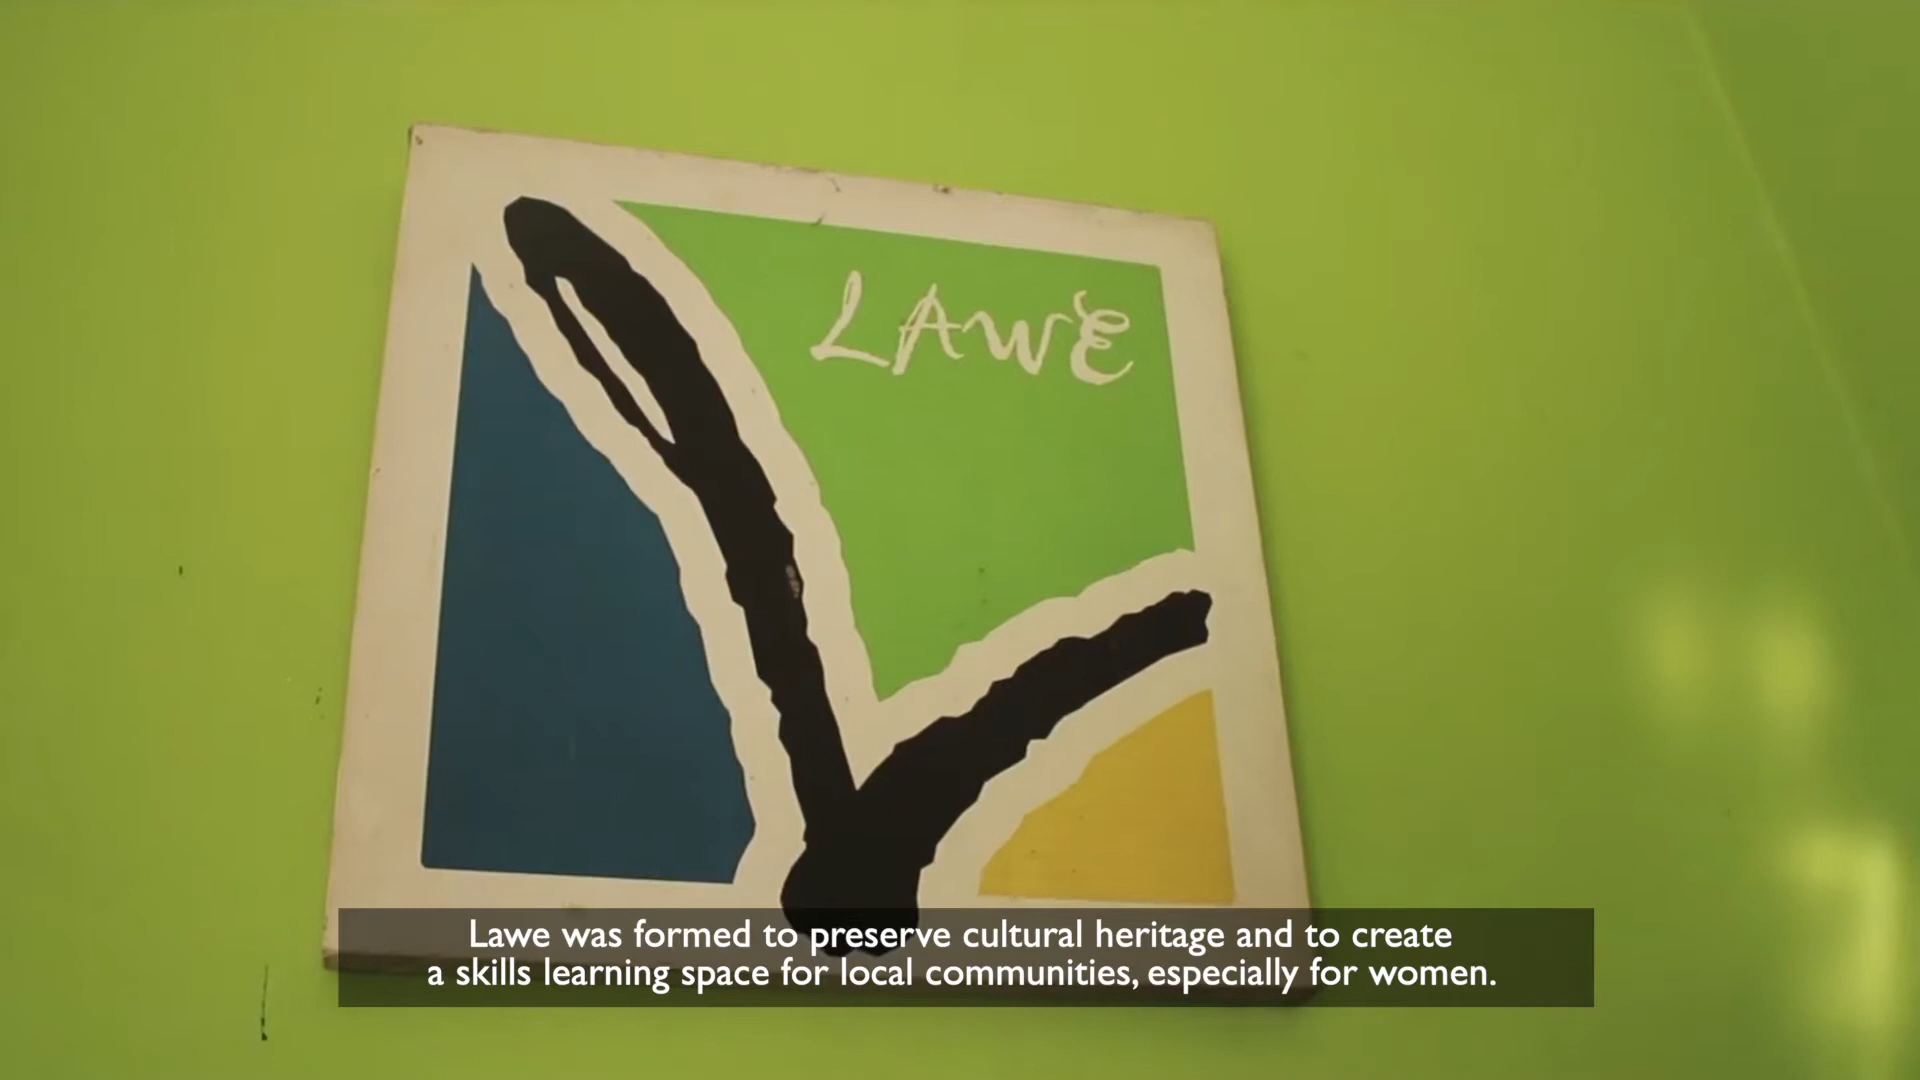 LAWE
Lawe was formed to preserve cultural heritage and to create
a skills learning space for local communities, especially for women.